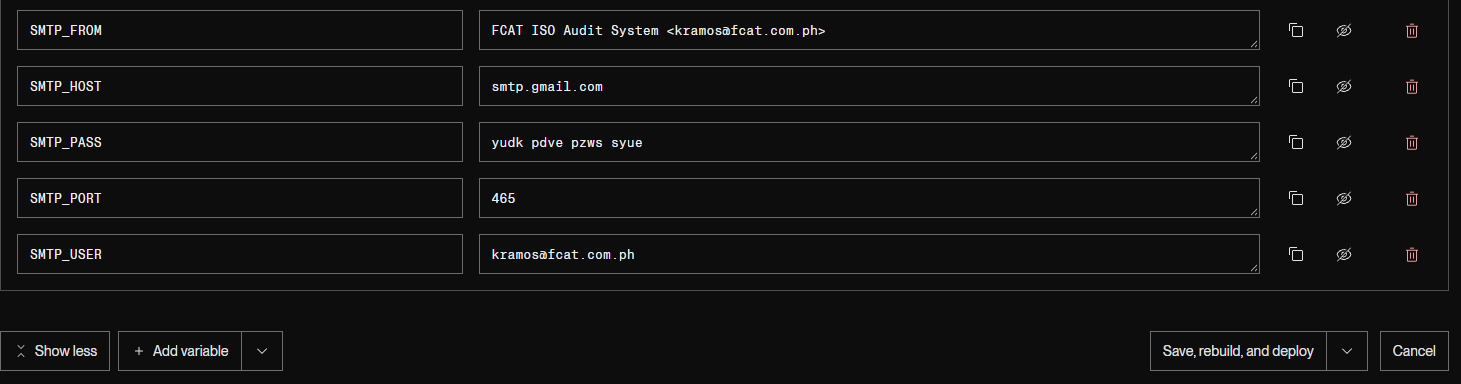 SMTP_FROM FCAT ISO Audit System <kramos@fcat.com.ph>
SMTP_HOST smtp.gmail.com
SMTP_PASS yudk pdve pzws syue
SMTP_PORT 465
SMTP_USER kramos@fcat.com.ph
Show less + Add variable Save, rebuild, and deploy Cancel